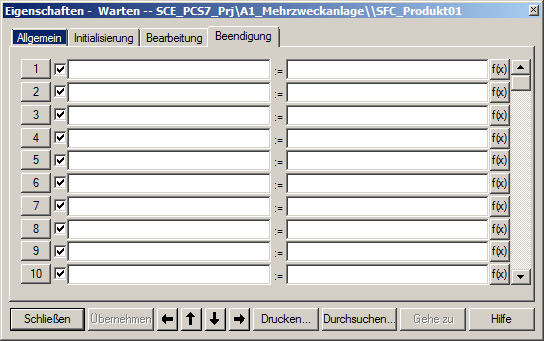 Eigenschaften - Warten -- SCE_PCS7_Prj\A1_Mehrzweckanlage\\SFC_Produkt01
Allgemein Initialisierung Bearbeitung Beendigung
1 := f(x)
2 := f(x)
3 := f(x)
4 := f(x)
5 := f(x)
6 := f(x)
7 := f(x)
8 := f(x)
9 := f(x)
10 := f(x)
Schließen Übernehmen Drucken... Durchsuchen... Gehe zu Hilfe